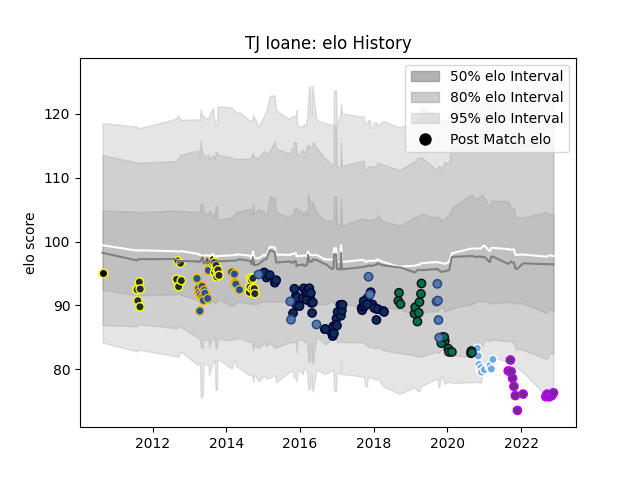 TJ Ioane: elo History
50% elo Interval
80% elo Interval
95% elo Interval
Post Match elo
elo score
120
110
100
90
80
2012
2014
2016
2018
2020
2022